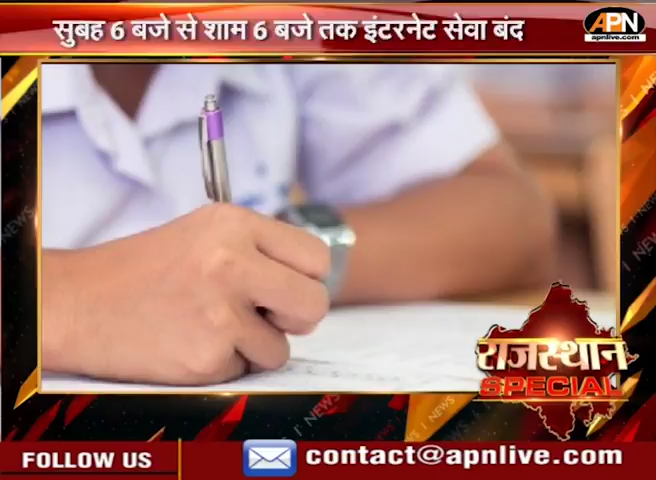 सुबह 6 बजे से शाम 6 बजे तक इंटरनेट सेवा बंद
APN
apnlive.com
राजस्थान
SPECIAL
FOLLOW US
contact@apnlive.com